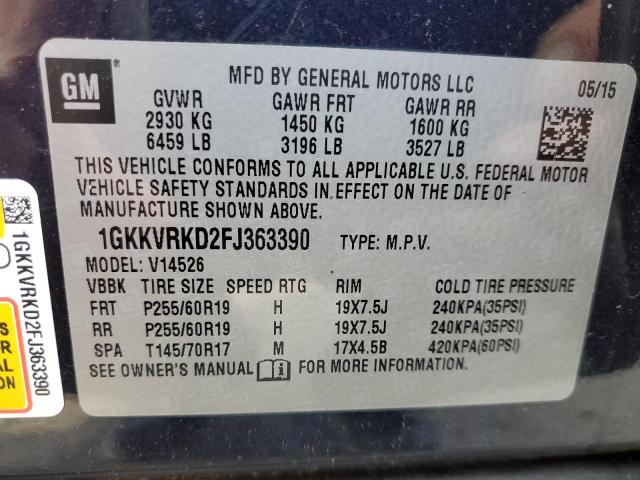 GM
MFD BY GENERAL MOTORS LLC 05/15
GVWR GAWR FRT GAWR RR
2930 KG 1450 KG 1600 KG
6459 LB 3196 LB 3527 LB
THIS VEHICLE CONFORMS TO ALL APPLICABLE U.S. FEDERAL MOTOR
VEHICLE SAFETY STANDARDS IN EFFECT ON THE DATE OF
MANUFACTURE SHOWN ABOVE.
1GKKVRKD2FJ363390 TYPE: M.P.V.
MODEL: V14526
VBBK TIRE SIZE SPEED RTG RIM COLD TIRE PRESSURE
FRT P255/60R19 H 19X7.5J 240KPA(35PSI)
RR P255/60R19 H 19X7.5J 240KPA(35PSI)
SPA T145/70R17 M 17X4.5B 420KPA(60PSI)
SEE OWNER'S MANUAL FOR MORE INFORMATION.
1GKKVRKD2FJ363390